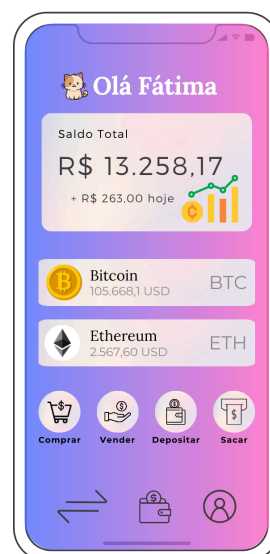 Olá Fátima
Saldo Total
R$ 13.258,17
+ R$ 263,00 hoje
Bitcoin
105.668,1 USD
BTC
Ethereum
2.567,60 USD
ETH
Comprar Vender Depositar Sacar